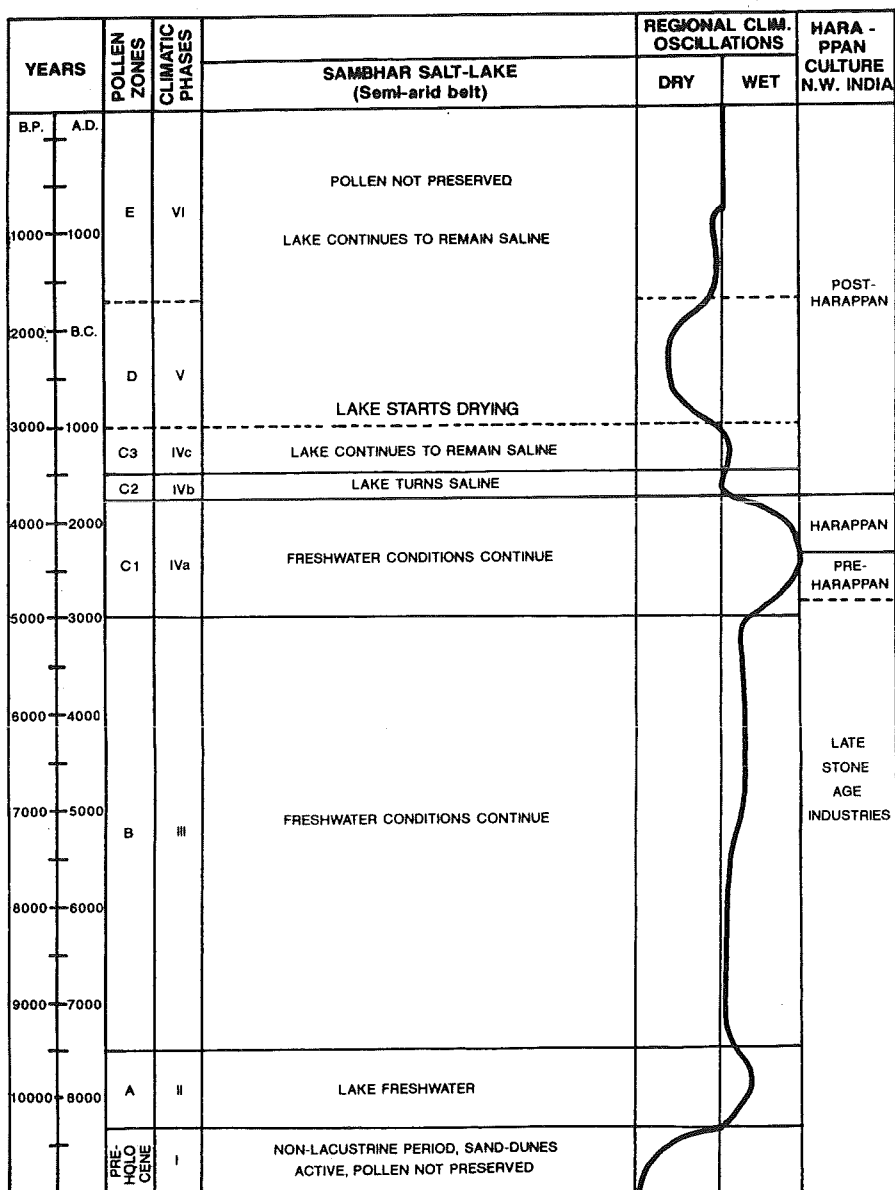 YEARS
POLLEN ZONES
CLIMATIC PHASES
SAMBHAR SALT-LAKE
(Semi-arid belt)
REGIONAL CLIM.
OSCILLATIONS
DRY
WET
HARA -
PPAN
CULTURE
N.W. INDIA
B.P.
A.D.
E
VI
POLLEN NOT PRESERVED
1000
1000
LAKE CONTINUES TO REMAIN SALINE
POST-
HARAPPAN
2000
B.C.
D
V
LAKE STARTS DRYING
3000
1000
C3
IVc
LAKE CONTINUES TO REMAIN SALINE
C2
IVb
LAKE TURNS SALINE
4000
2000
HARAPPAN
C1
IVa
FRESHWATER CONDITIONS CONTINUE
PRE-
HARAPPAN
5000
3000
6000
4000
LATE
STONE
AGE
INDUSTRIES
7000
5000
B
III
FRESHWATER CONDITIONS CONTINUE
8000
6000
9000
7000
10000
8000
A
II
LAKE FRESHWATER
PRE-
HOLO
CENE
I
NON-LACUSTRINE PERIOD, SAND-DUNES
ACTIVE, POLLEN NOT PRESERVED